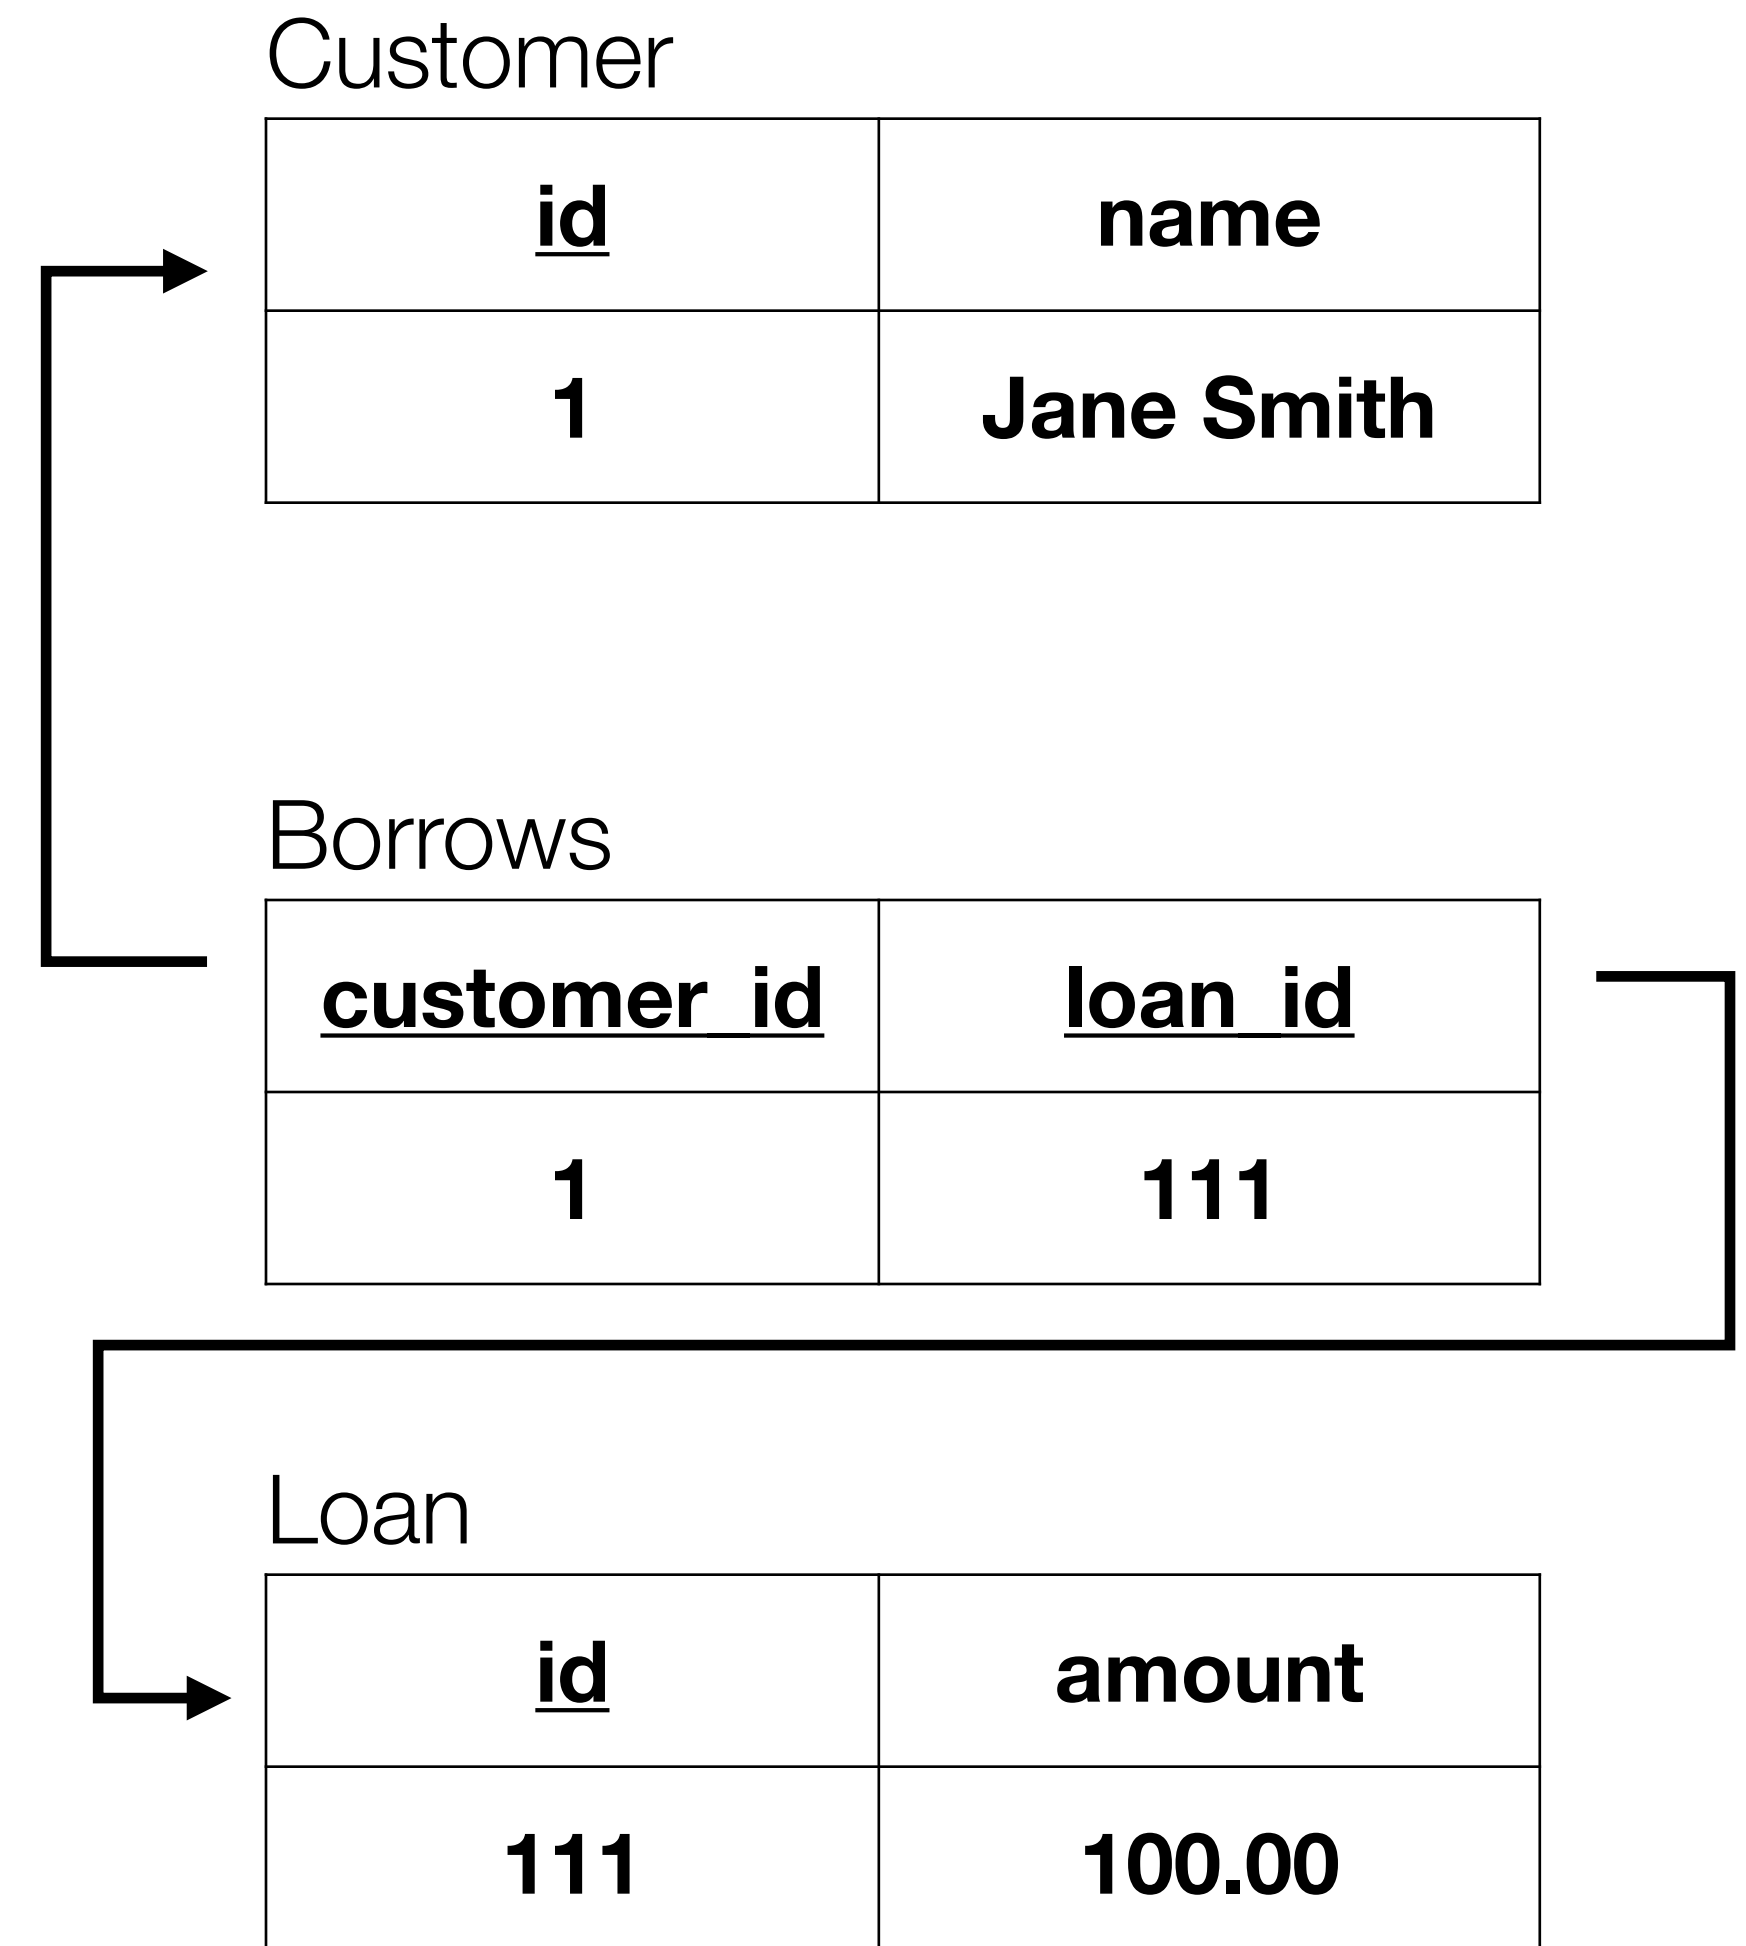 Customer
id name
1 Jane Smith
Borrows
customer_id loan_id
1 111
Loan
id amount
111 100.00